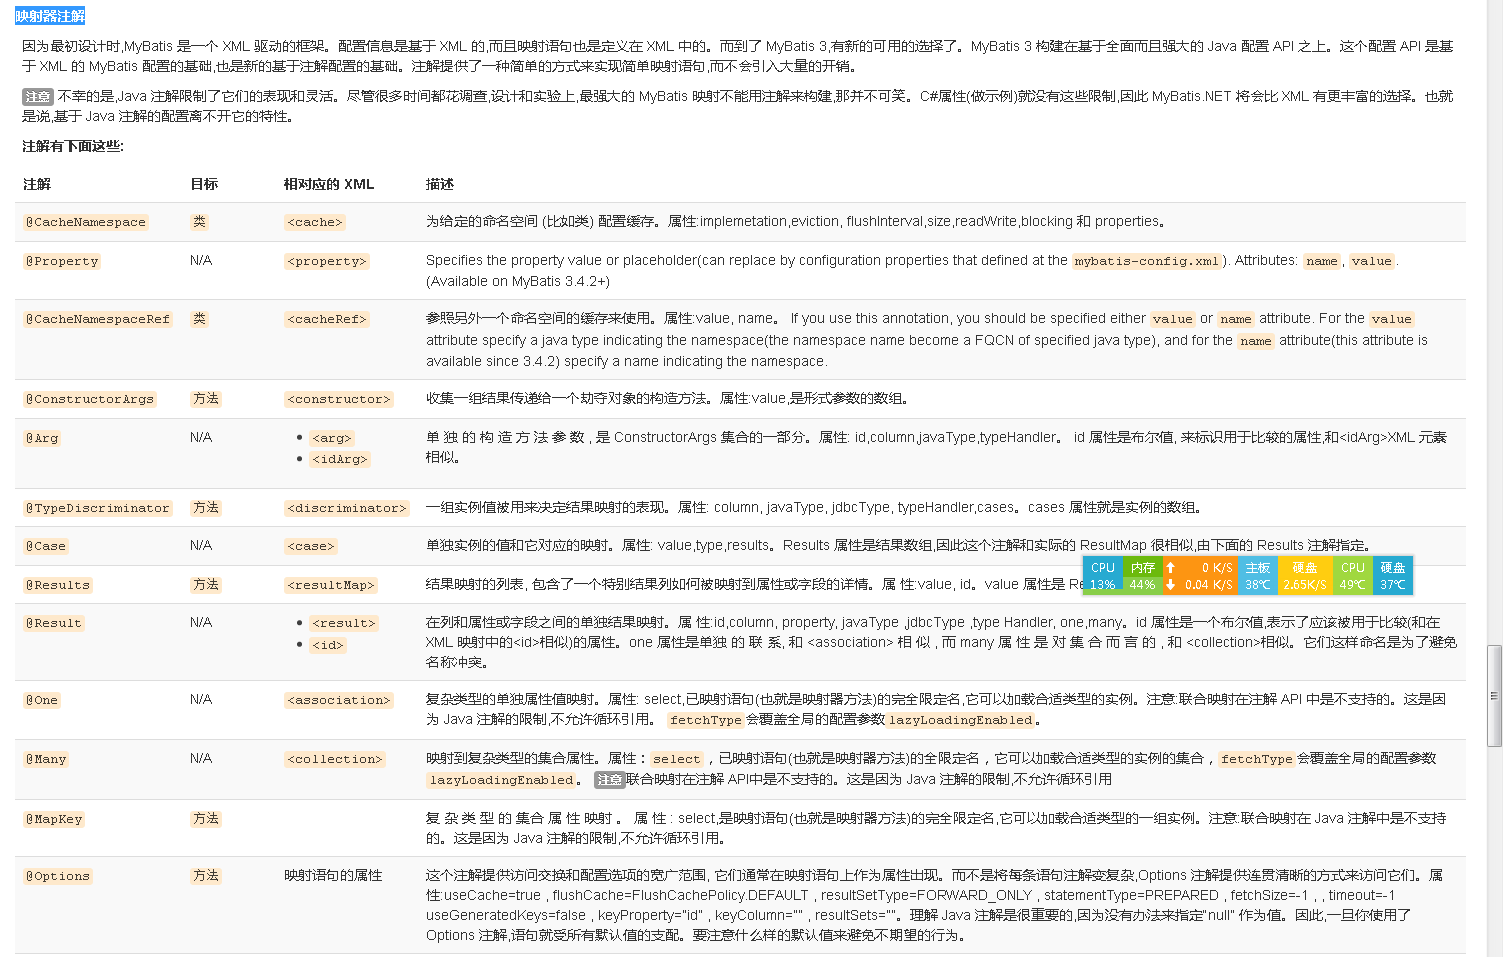 映射器注解
因为最初设计时,MyBatis 是一个 XML 驱动的框架。配置信息是基于 XML 的,而且映射语句也是定义在 XML 中的。而到了 MyBatis 3,有新的可用的选择了。MyBatis 3 构建在基于全面而且强大的 Java 配置 API 之上。这个配置 API 是基
于 XML 的 MyBatis 配置的基础,也是新的基于注解配置的基础。注解提供了一种简单的方式来实现简单映射语句,而不会引入大量的开销。
注意 不幸的是,Java 注解限制了它们的表现和灵活。尽管很多时间都花调查,设计和实验上,最强大的 MyBatis 映射不能用注解来构建,那并不可笑。C#属性(做示例)就没有这些限制,因此 MyBatis.NET 将会比 XML 有更丰富的选择。也就
是说,基于 Java 注解的配置离不开它的特性。
注解有下面这些:
注解 目标 相对应的 XML 描述
@CacheNamespace 类 <cache> 为给定的命名空间 (比如类) 配置缓存。属性:implemetation,eviction, flushInterval,size,readWrite,blocking 和 properties。
@Property N/A <property> Specifies the property value or placeholder(can replace by configuration properties that defined at the mybatis-config.xml). Attributes: name, value.
(Available on MyBatis 3.4.2+)
@CacheNamespaceRef 类 <cacheRef> 参照另外一个命名空间的缓存来使用。属性:value, name。 If you use this annotation, you should be specified either value or name attribute. For the value
attribute specify a java type indicating the namespace(the namespace name become a FQCN of specified java type), and for the name attribute(this attribute is
available since 3.4.2) specify a name indicating the namespace.
@ConstructorArgs 方法 <constructor> 收集一组结果传递给一个劫夺对象的构造方法。属性:value,是形式参数的数组。
@Arg N/A • <arg> 单 独 的 构 造 方 法 参 数 , 是 ConstructorArgs 集合的一部分。属性: id,column,javaType,typeHandler。 id 属性是布尔值, 来标识用于比较的属性,和<idArg>XML 元素
• <idArg> 相似。
@TypeDiscriminator 方法 <discriminator> 一组实例值被用来决定结果映射的表现。属性: column, javaType, jdbcType, typeHandler,cases。cases 属性就是实例的数组。
@Case N/A <case> 单独实例的值和它对应的映射。属性: value,type,results。Results 属性是结果数组,因此这个注解和实际的 ResultMap 很相似,由下面的 Results 注解指定。
CPU 内存 0 K/S 主板 硬盘 CPU 硬盘
13% 44% 0.04 K/S 38℃ 2.65K/S 49℃ 37℃
@Results 方法 <resultMap> 结果映射的列表, 包含了一个特别结果列如何被映射到属性或字段的详情。属 性:value, id。value 属性是 Re
@Result N/A • <result> 在列和属性或字段之间的单独结果映射。属 性:id,column, property, javaType ,jdbcType ,type Handler, one,many。id 属性是一个布尔值,表示了应该被用于比较(和在
• <id> XML 映射中的<id>相似)的属性。one 属性是单独 的 联 系, 和 <association> 相 似 , 而 many 属 性 是 对 集 合 而 言 的 , 和 <collection>相似。它们这样命名是为了避免
名称冲突。
@One N/A <association> 复杂类型的单独属性值映射。属性: select,已映射语句(也就是映射器方法)的完全限定名,它可以加载合适类型的实例。注意:联合映射在注解 API 中是不支持的。这是因
为 Java 注解的限制,不允许循环引用。 fetchType会覆盖全局的配置参数lazyLoadingEnabled。
@Many N/A <collection> 映射到复杂类型的集合属性。属性：select，已映射语句(也就是映射器方法)的全限定名，它可以加载合适类型的实例的集合，fetchType会覆盖全局的配置参数
lazyLoadingEnabled。 注意联合映射在注解 API中是不支持的。这是因为 Java 注解的限制,不允许循环引用
@MapKey 方法 复 杂 类 型 的 集 合 属 性 映射 。 属 性 : select,是映射语句(也就是映射器方法)的完全限定名,它可以加载合适类型的一组实例。注意:联合映射在 Java 注解中是不支持
的。这是因为 Java 注解的限制,不允许循环引用。
@Options 方法 映射语句的属性 这个注解提供访问交换和配置选项的宽广范围, 它们通常在映射语句上作为属性出现。而不是将每条语句注解变复杂,Options 注解提供连贯清晰的方式来访问它们。属
性:useCache=true , flushCache=FlushCachePolicy.DEFAULT , resultSetType=FORWARD_ONLY , statementType=PREPARED , fetchSize=-1 , , timeout=-1
useGeneratedKeys=false , keyProperty="id" , keyColumn="" , resultSets=""。理解 Java 注解是很重要的,因为没有办法来指定"null" 作为值。因此,一旦你使用了
Options 注解,语句就受所有默认值的支配。要注意什么样的默认值来避免不期望的行为。